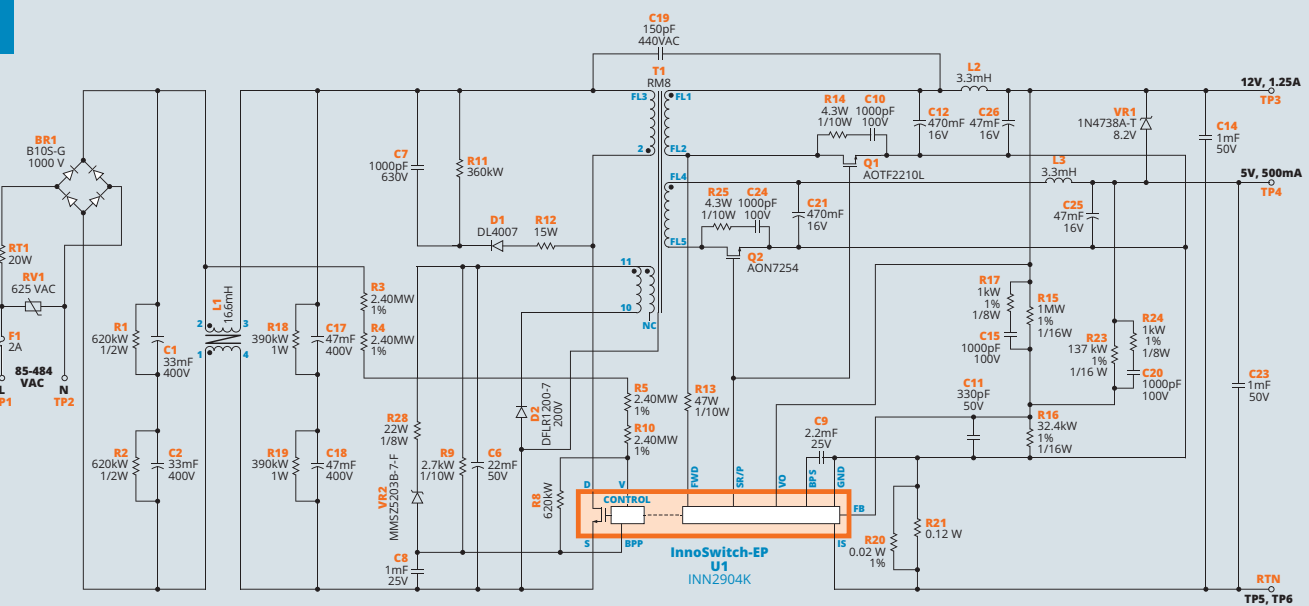 C19
150pF
440VAC
T1
RM8
FL3
FL1
2
FL2
FL4
FL5
11
10
NC
L2
3.3mH
12V, 1.25A
TP3
R14
4.3W
1/10W
C10
1000pF
100V
C12
470mF
16V
C26
47mF
16V
VR1
1N4738A-T
8.2V
C14
1mF
50V
Q1
AOTF2210L
L3
3.3mH
5V, 500mA
TP4
BR1
B10S-G
1000 V
C7
1000pF
630V
R11
360kW
D1
DL4007
R12
15W
R25
4.3W
1/10W
C24
1000pF
100V
C21
470mF
16V
C25
47mF
16V
Q2
AON7254
RT1
20W
RV1
625 VAC
F1
2A
85-484
VAC
L
P1
N
TP2
R1
620kW
1/2W
C1
33mF
400V
L1
16.6mH
2
3
1
4
R18
390kW
1W
C17
47mF
400V
R3
2.40MW
1%
R4
2.40MW
1%
R17
1kW
1%
1/8W
R15
1MW
1%
1/16W
C15
1000pF
100V
R24
1kW
1%
1/8W
R23
137 kW
1%
1/16 W
C20
1000pF
100V
C23
1mF
50V
R2
620kW
1/2W
C2
33mF
400V
R19
390kW
1W
C18
47mF
400V
R28
22W
1/8W
VR2
MMSZ5203B-7-F
R9
2.7kW
1/10W
C6
22mF
50V
D2
DFLR1200-7
200V
R5
2.40MW
1%
R10
2.40MW
1%
R13
47W
1/10W
C11
330pF
50V
R16
32.4kW
1%
1/16W
C9
2.2mF
25V
R8
620kW
D
V
FWD
SR/P
VO
BPS
GND
CONTROL
FB
S
BPP
IS
InnoSwitch-EP
U1
INN2904K
C8
1mF
25V
R20
0.02 W
1%
R21
0.12 W
RTN
TP5, TP6